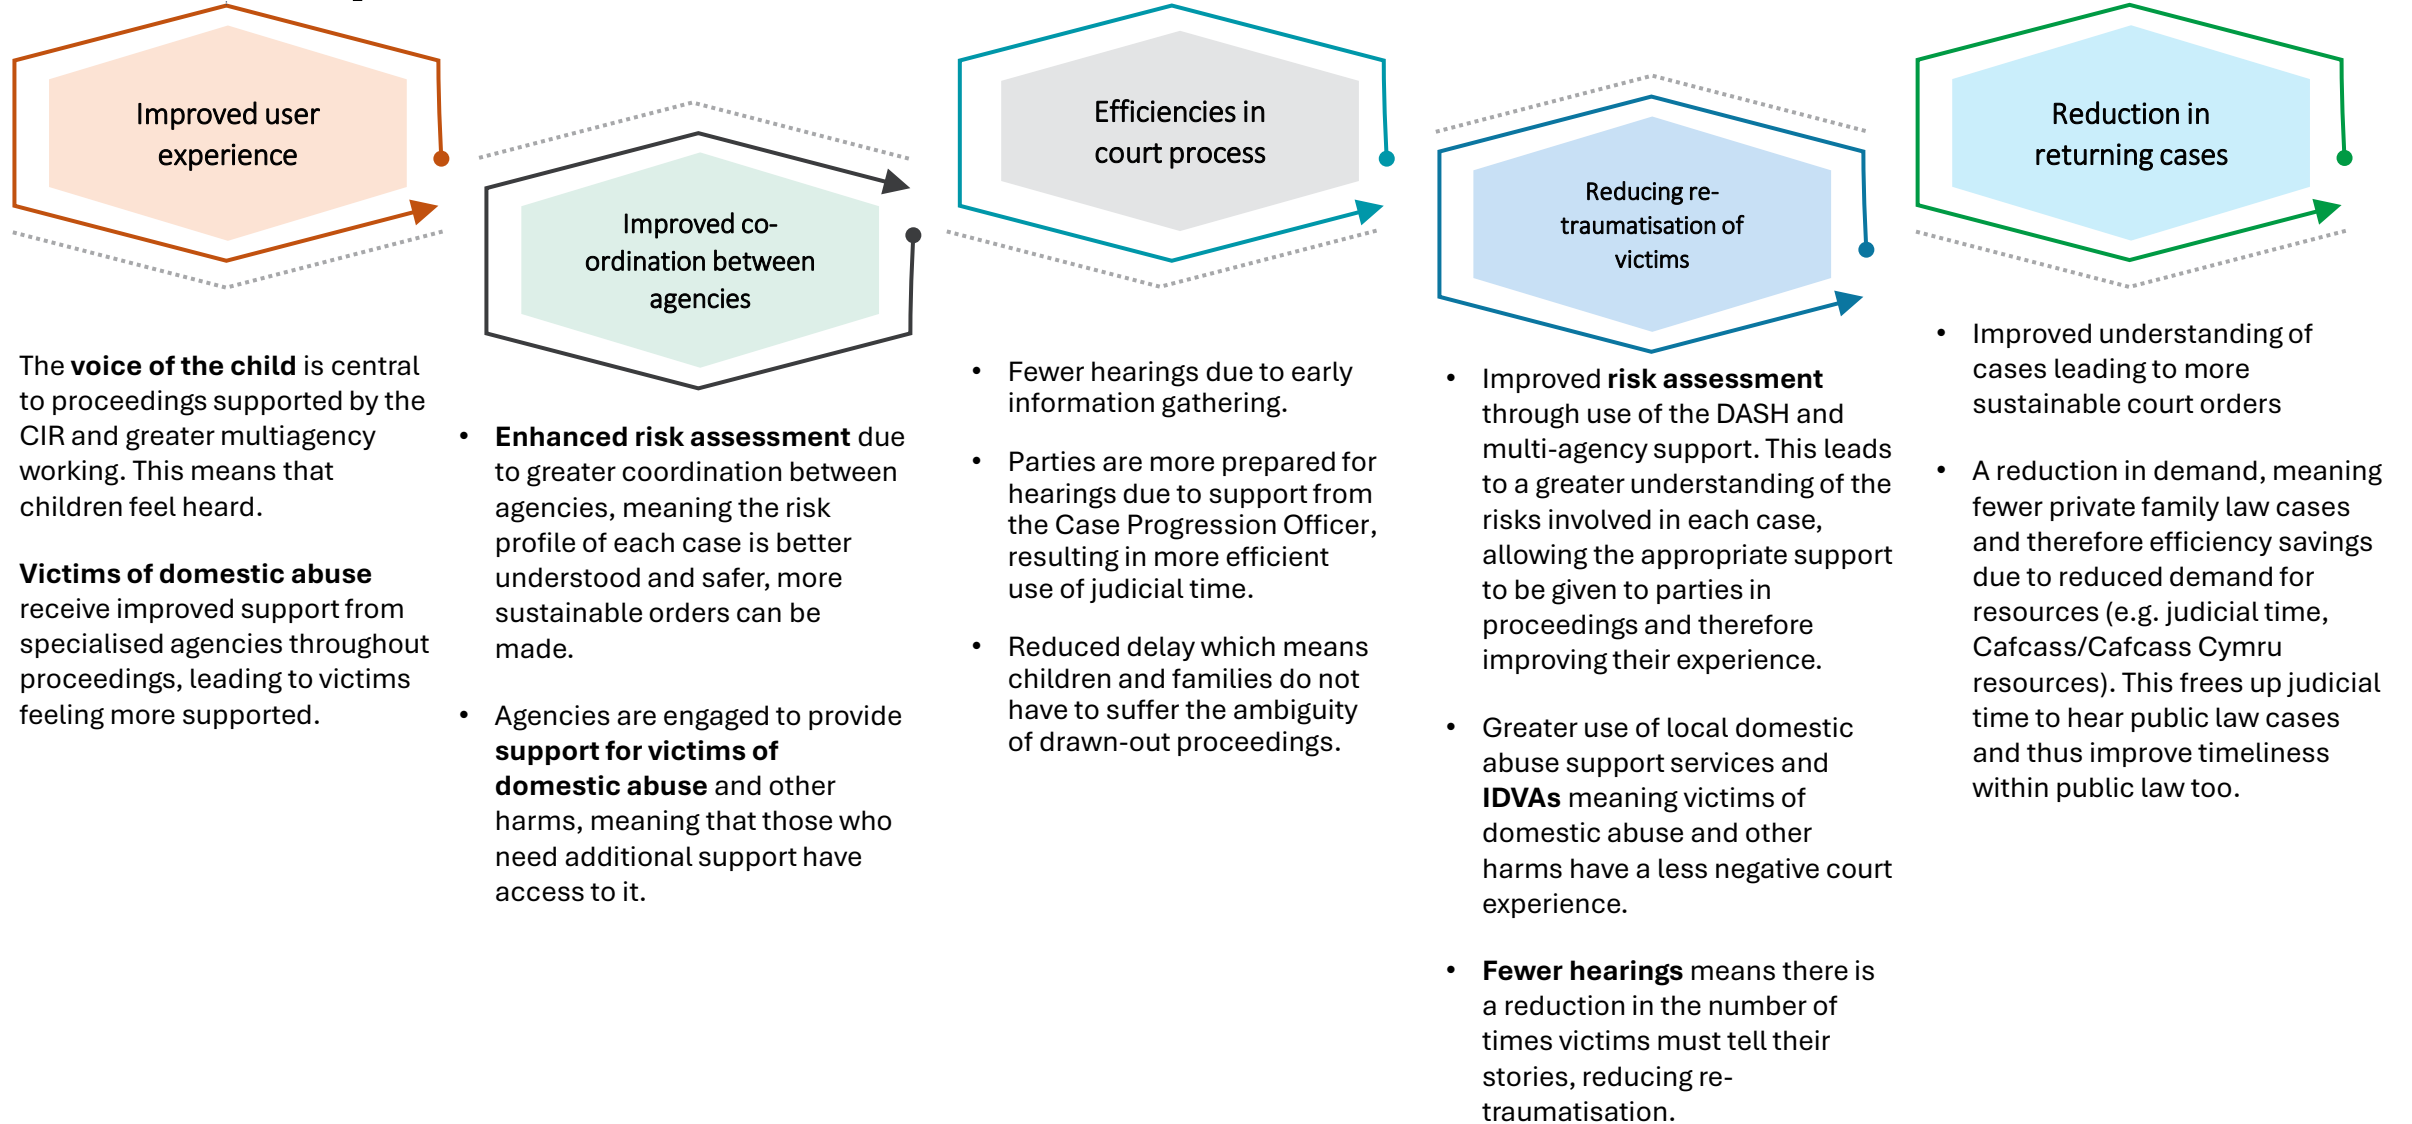 Improved user
experience
The voice of the child is central
to proceedings supported by the
CIR and greater multiagency
working. This means that
children feel heard.
Victims of domestic abuse
receive improved support from
specialised agencies throughout
proceedings, leading to victims
feeling more supported.
Improved co-
ordination between
agencies
• Enhanced risk assessment due
to greater coordination between
agencies, meaning the risk
profile of each case is better
understood and safer, more
sustainable orders can be
made.
• Agencies are engaged to provide
support for victims of
domestic abuse and other
harms, meaning that those who
need additional support have
access to it.
Efficiencies in
court process
• Fewer hearings due to early
information gathering.
• Parties are more prepared for
hearings due to support from
the Case Progression Officer,
resulting in more efficient
use of judicial time.
• Reduced delay which means
children and families do not
have to suffer the ambiguity
of drawn-out proceedings.
Reducing re-
traumatisation of
victims
• Improved risk assessment
through use of the DASH and
multi-agency support. This leads
to a greater understanding of the
risks involved in each case,
allowing the appropriate support
to be given to parties in
proceedings and therefore
improving their experience.
• Greater use of local domestic
abuse support services and
IDVAs meaning victims of
domestic abuse and other
harms have a less negative court
experience.
• Fewer hearings means there is
a reduction in the number of
times victims must tell their
stories, reducing re-
traumatisation.
Reduction in
returning cases
• Improved understanding of
cases leading to more
sustainable court orders
• A reduction in demand, meaning
fewer private family law cases
and therefore efficiency savings
due to reduced demand for
resources (e.g. judicial time,
Cafcass/Cafcass Cymru
resources). This frees up judicial
time to hear public law cases
and thus improve timeliness
within public law too.